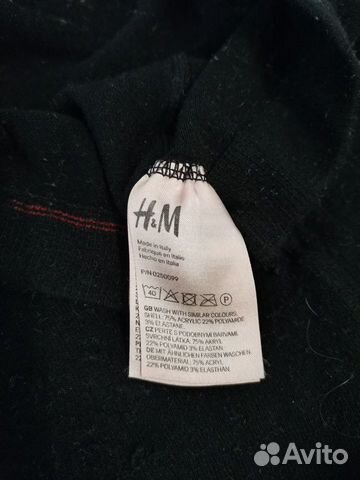 H&M
Made in Italy
Fabriqué en Italie
Hecho en Italia
P/N 0250099
40 P
GB WASH WITH SIMILAR COLOURS.
SHELL: 75% ACRYLIC 22% POLYAMIDE
3% ELASTANE.
CZ PERTE S PODOBNÝMI BARVAMI.
SVRCHNÍ LÁTKA: 75% AKRYL
22% POLYAMID 3% ELASTAN.
DE MIT ÄHNLICHEN FARBEN WASCHEN.
OBERMATERIAL: 75% ACRYL
22% POLYAMID 3% ELASTHAN.
Avito